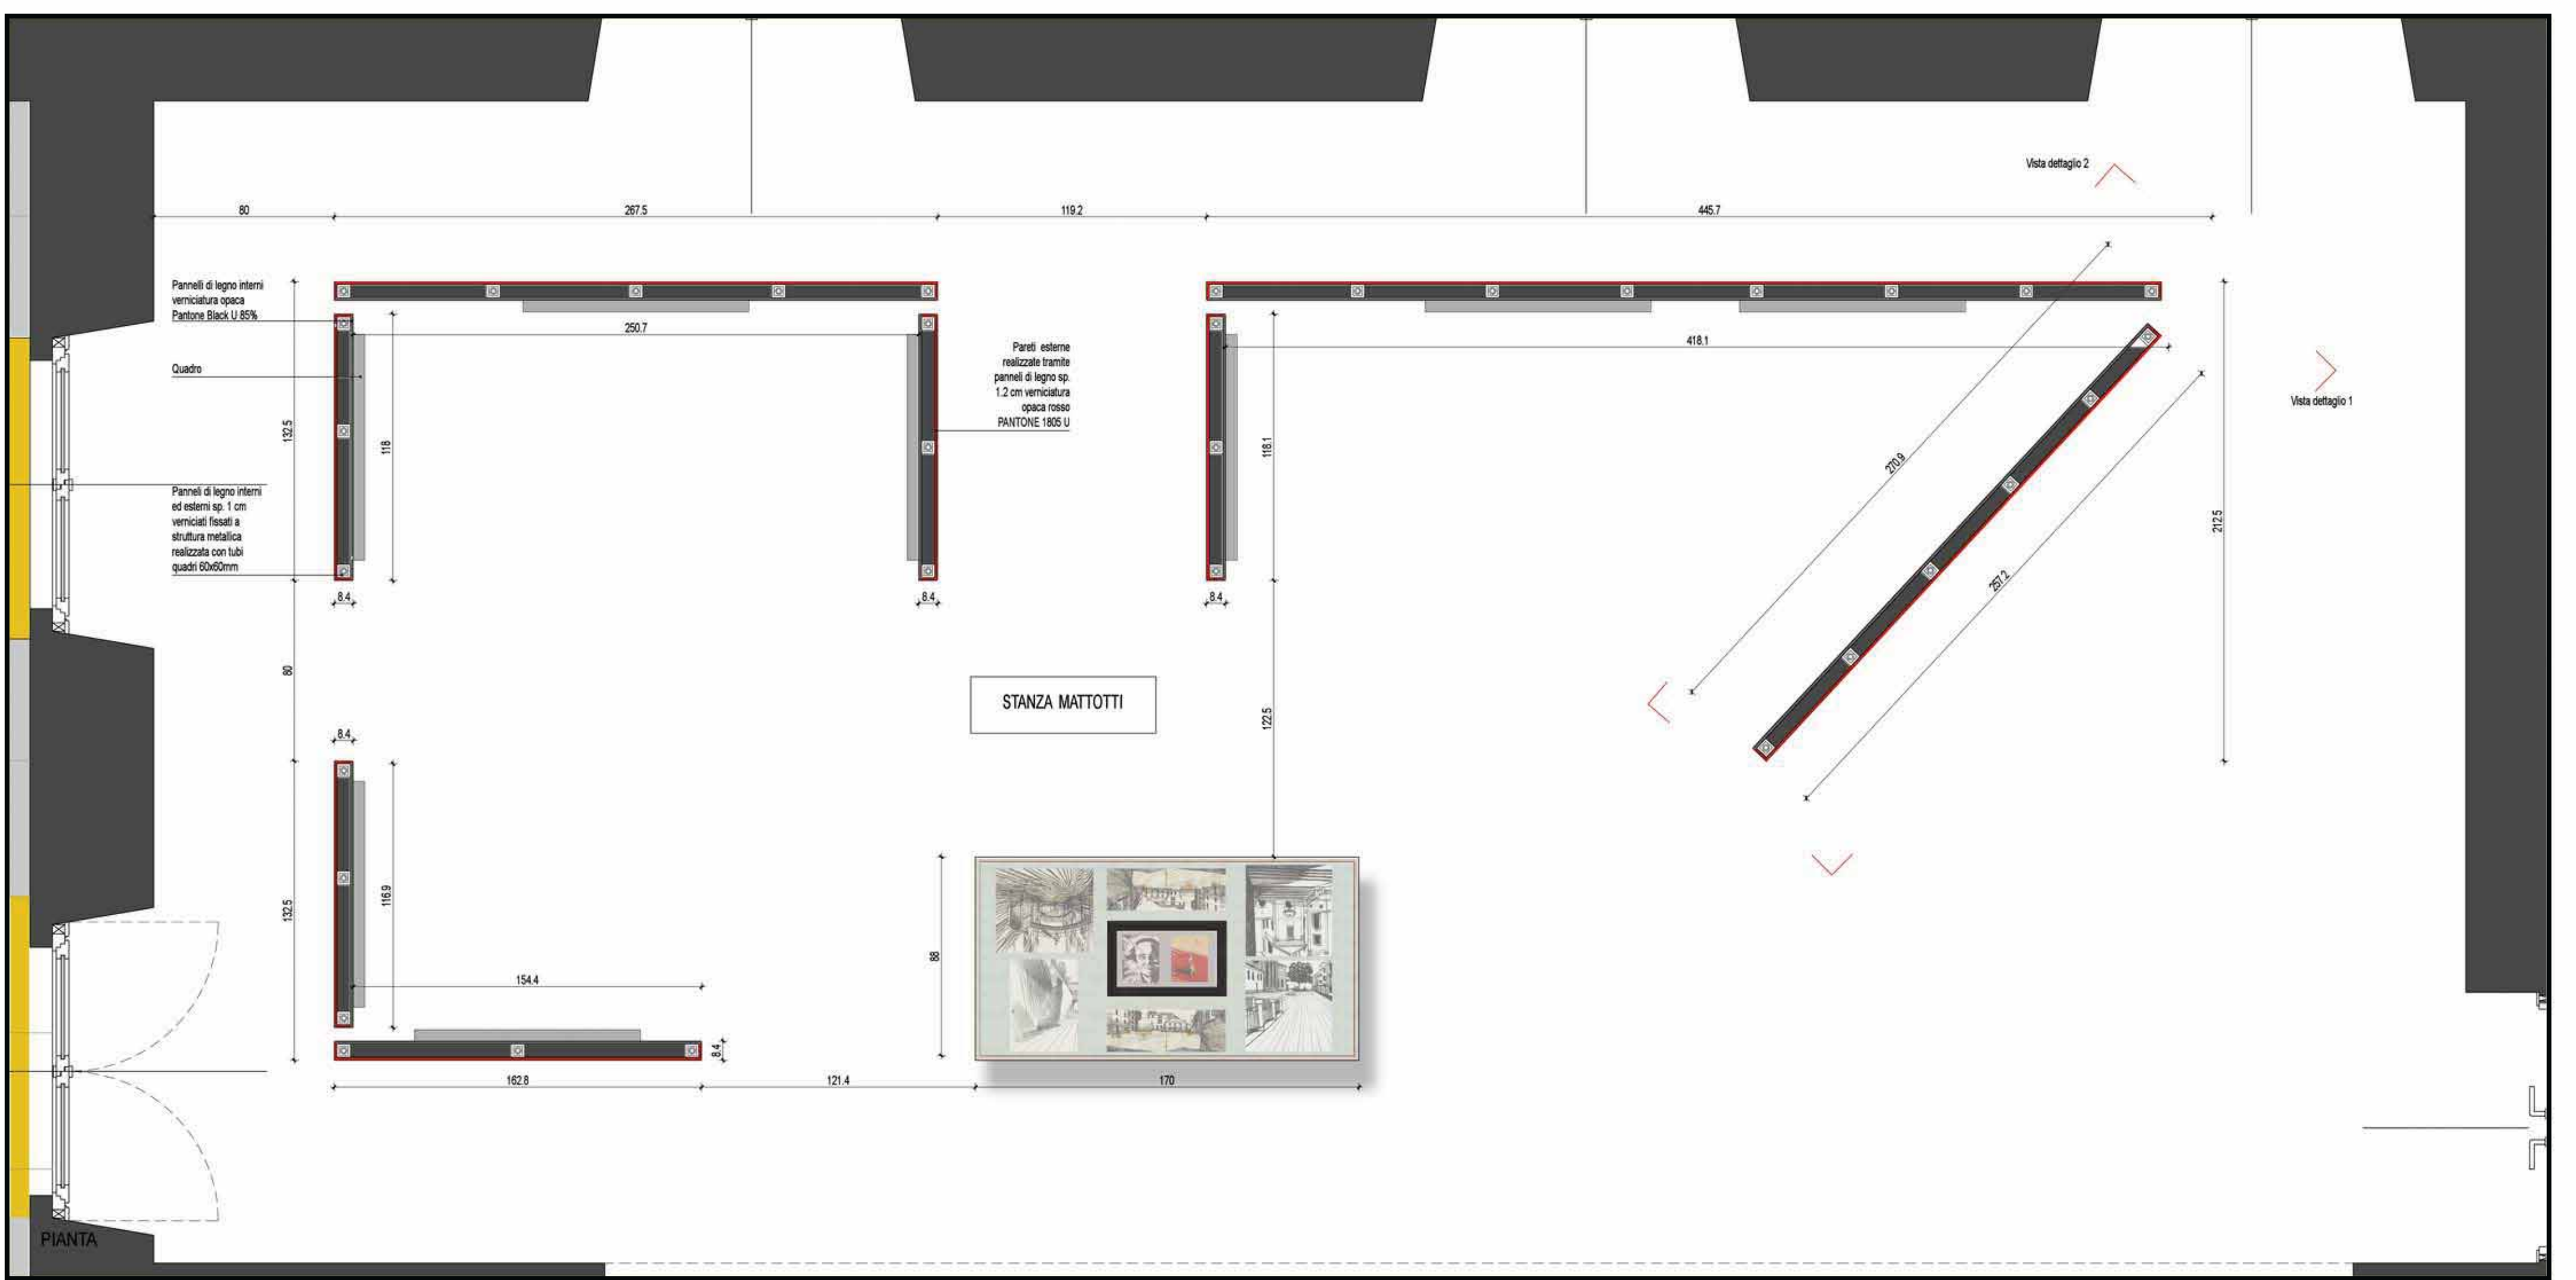 Vista dettaglio 2
80
267.5
119.2
445.7
Pannelli di legno interni
verniciatura opaca
Pantone Black U 85%
250.7
Quadro
Pareti esterne
realizzate tramite
panneli di legno sp.
1.2 cm verniciatura
opaca rosso
PANTONE 1805 U
418.1
Vista dettaglio 1
132.5
118
118.1
270.9
212.5
257.2
Panneli di legno interni
ed esterni sp. 1 cm
verniciati fissati a
struttura metallica
realizzata con tubi
quadri 60x60mm
8.4
8.4
8.4
80
STANZA MATTOTTI
122.5
8.4
132.5
116.9
88
154.4
8.4
162.8
121.4
170
PIANTA